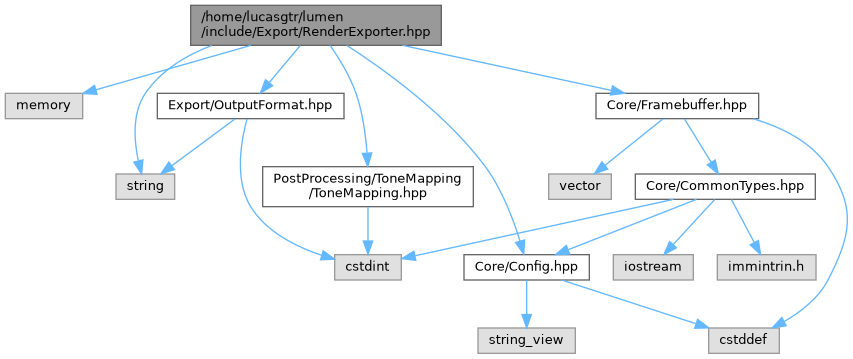 /home/lucasgtr/lumen
/include/Export/RenderExporter.hpp
memory
Export/OutputFormat.hpp
Core/Framebuffer.hpp
string
PostProcessing/ToneMapping
/ToneMapping.hpp
vector
Core/CommonTypes.hpp
cstdint
Core/Config.hpp
iostream
immintrin.h
string_view
cstddef